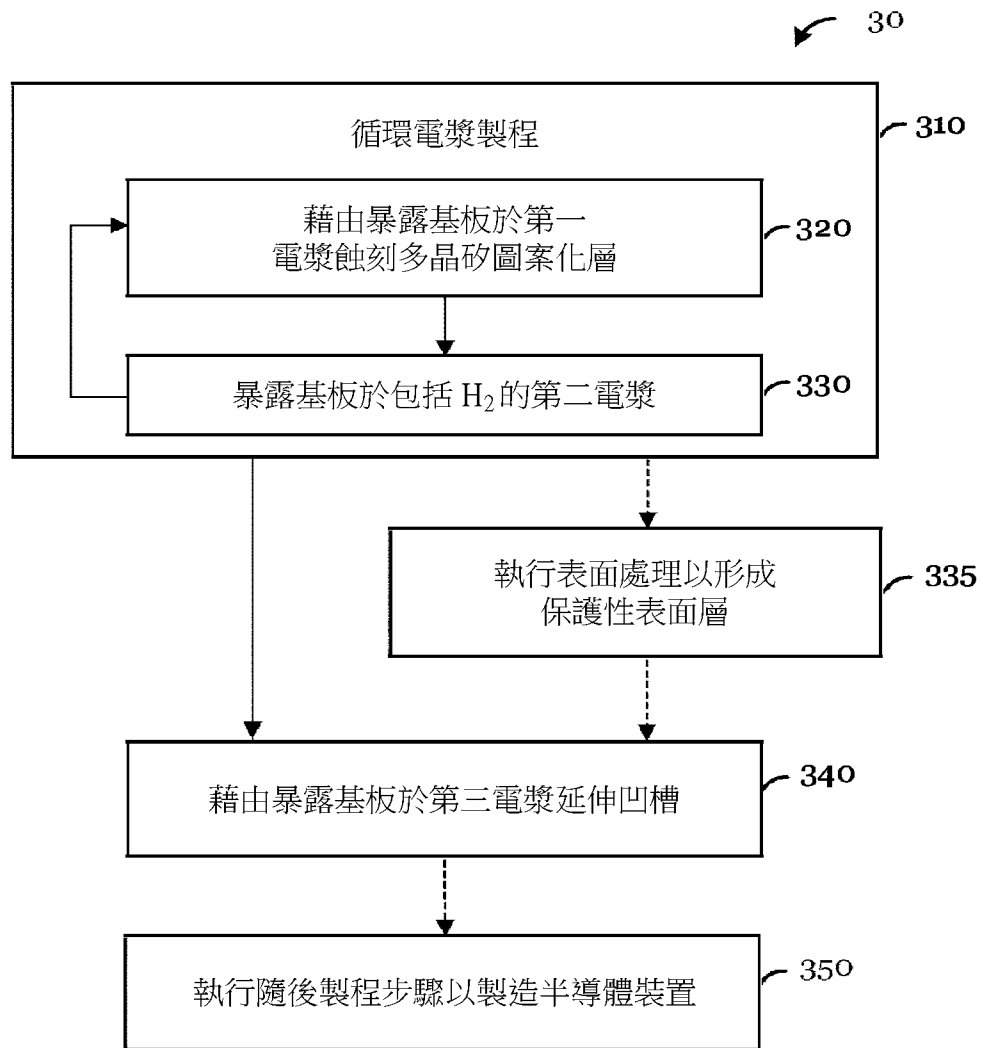 30
循環電漿製程
310
藉由暴露基板於第一
電漿蝕刻多晶矽圖案化層
320
暴露基板於包括 H₂ 的第二電漿
330
執行表面處理以形成
保護性表面層
335
藉由暴露基板於第三電漿延伸凹槽
340
執行隨後製程步驟以製造半導體裝置
350